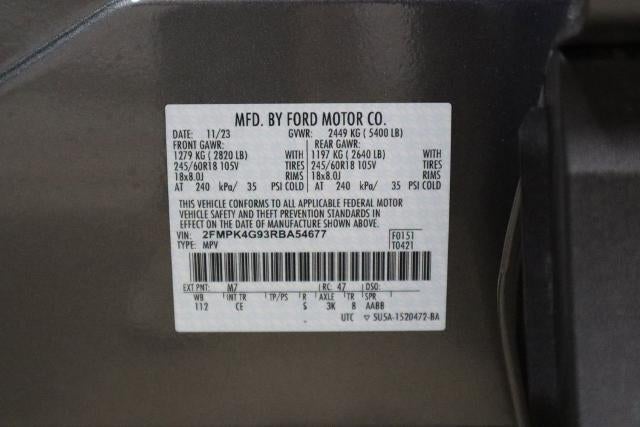 MFD. BY FORD MOTOR CO.
DATE: 11/23 GVWR: 2449 KG ( 5400 LB)
FRONT GAWR: REAR GAWR:
1279 KG ( 2820 LB) WITH 1197 KG ( 2640 LB) WITH
245/60R18 105V TIRES 245/60R18 105V TIRES
18x8.0J RIMS 18x8.0J RIMS
AT 240 kPa/ 35 PSI COLD AT 240 kPa/ 35 PSI COLD
THIS VEHICLE CONFORMS TO ALL APPLICABLE FEDERAL MOTOR
VEHICLE SAFETY AND THEFT PREVENTION STANDARDS IN
EFFECT ON THE DATE OF MANUFACTURE SHOWN ABOVE.
VIN: 2FMPK4G93RBA54677 F0151
TYPE: MPV T0421
EXT PNT: M7 RC: 47 DSO:
WB INT TR TP/PS R AXLE TR SPR
112 CE S 3K 8 AABB
UTC ▽ SU5A-1520472-BA